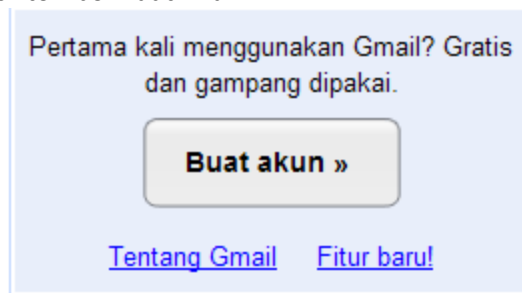 Pertama kali menggunakan Gmail? Gratis
dan gampang dipakai.
Buat akun »
Tentang Gmail Fitur baru!